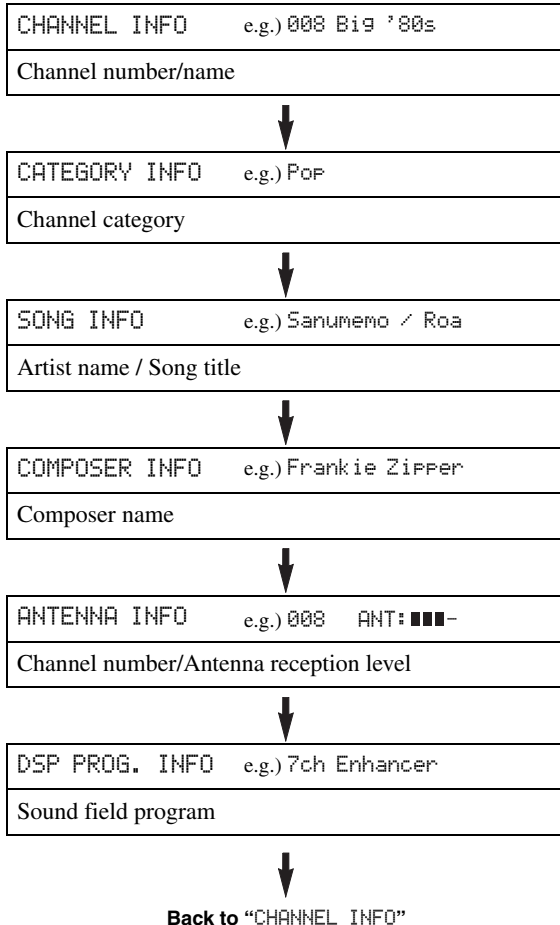 CHANNEL INFO e.g.) 008 Big '80s
Channel number/name
CATEGORY INFO e.g.) Pop
Channel category
SONG INFO e.g.) Sanumemo / Roa
Artist name / Song title
COMPOSER INFO e.g.) Frankie Zipper
Composer name
ANTENNA INFO e.g.) 008 ANT:▮▮▮-
Channel number/Antenna reception level
DSP PROG. INFO e.g.) 7ch Enhancer
Sound field program
Back to “CHANNEL INFO”